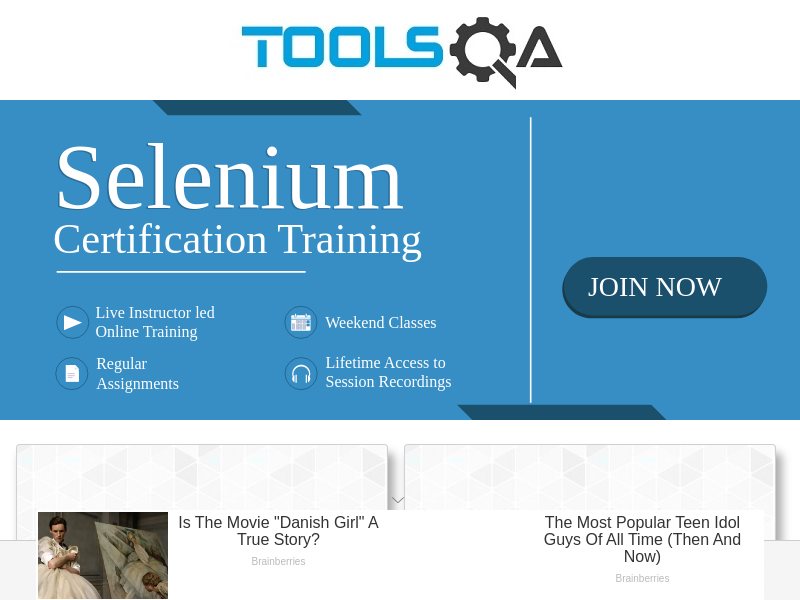 TOOLSQA
Selenium
Certification Training
JOIN NOW
Live Instructor led
Online Training
Weekend Classes
Regular
Assignments
Lifetime Access to
Session Recordings
Is The Movie "Danish Girl" A
True Story?
Brainberries
The Most Popular Teen Idol
Guys Of All Time (Then And
Now)
Brainberries